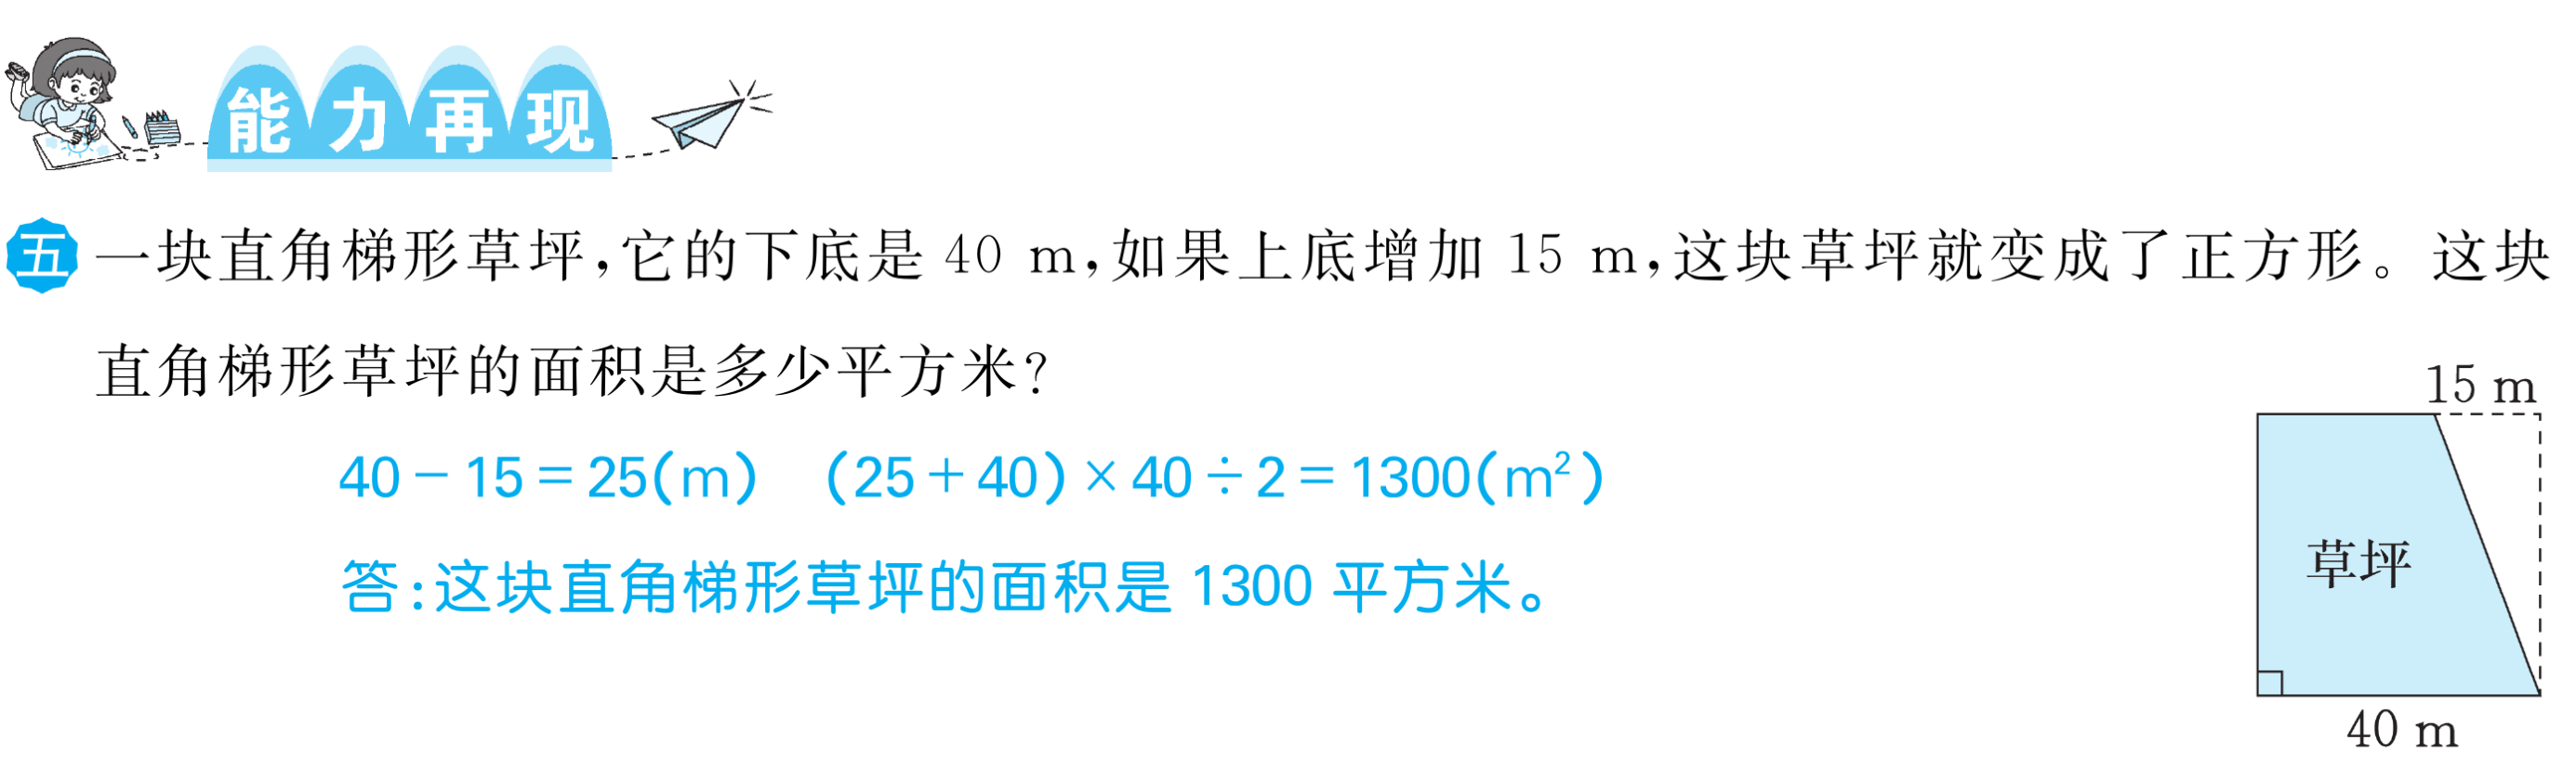 能力再现
五 一块直角梯形草坪,它的下底是 40 m,如果上底增加 15 m,这块草坪就变成了正方形。这块
直角梯形草坪的面积是多少平方米?
15 m
40-15=25(m) (25+40)×40÷2=1300(m²)
草坪
答:这块直角梯形草坪的面积是 1300 平方米。
40 m